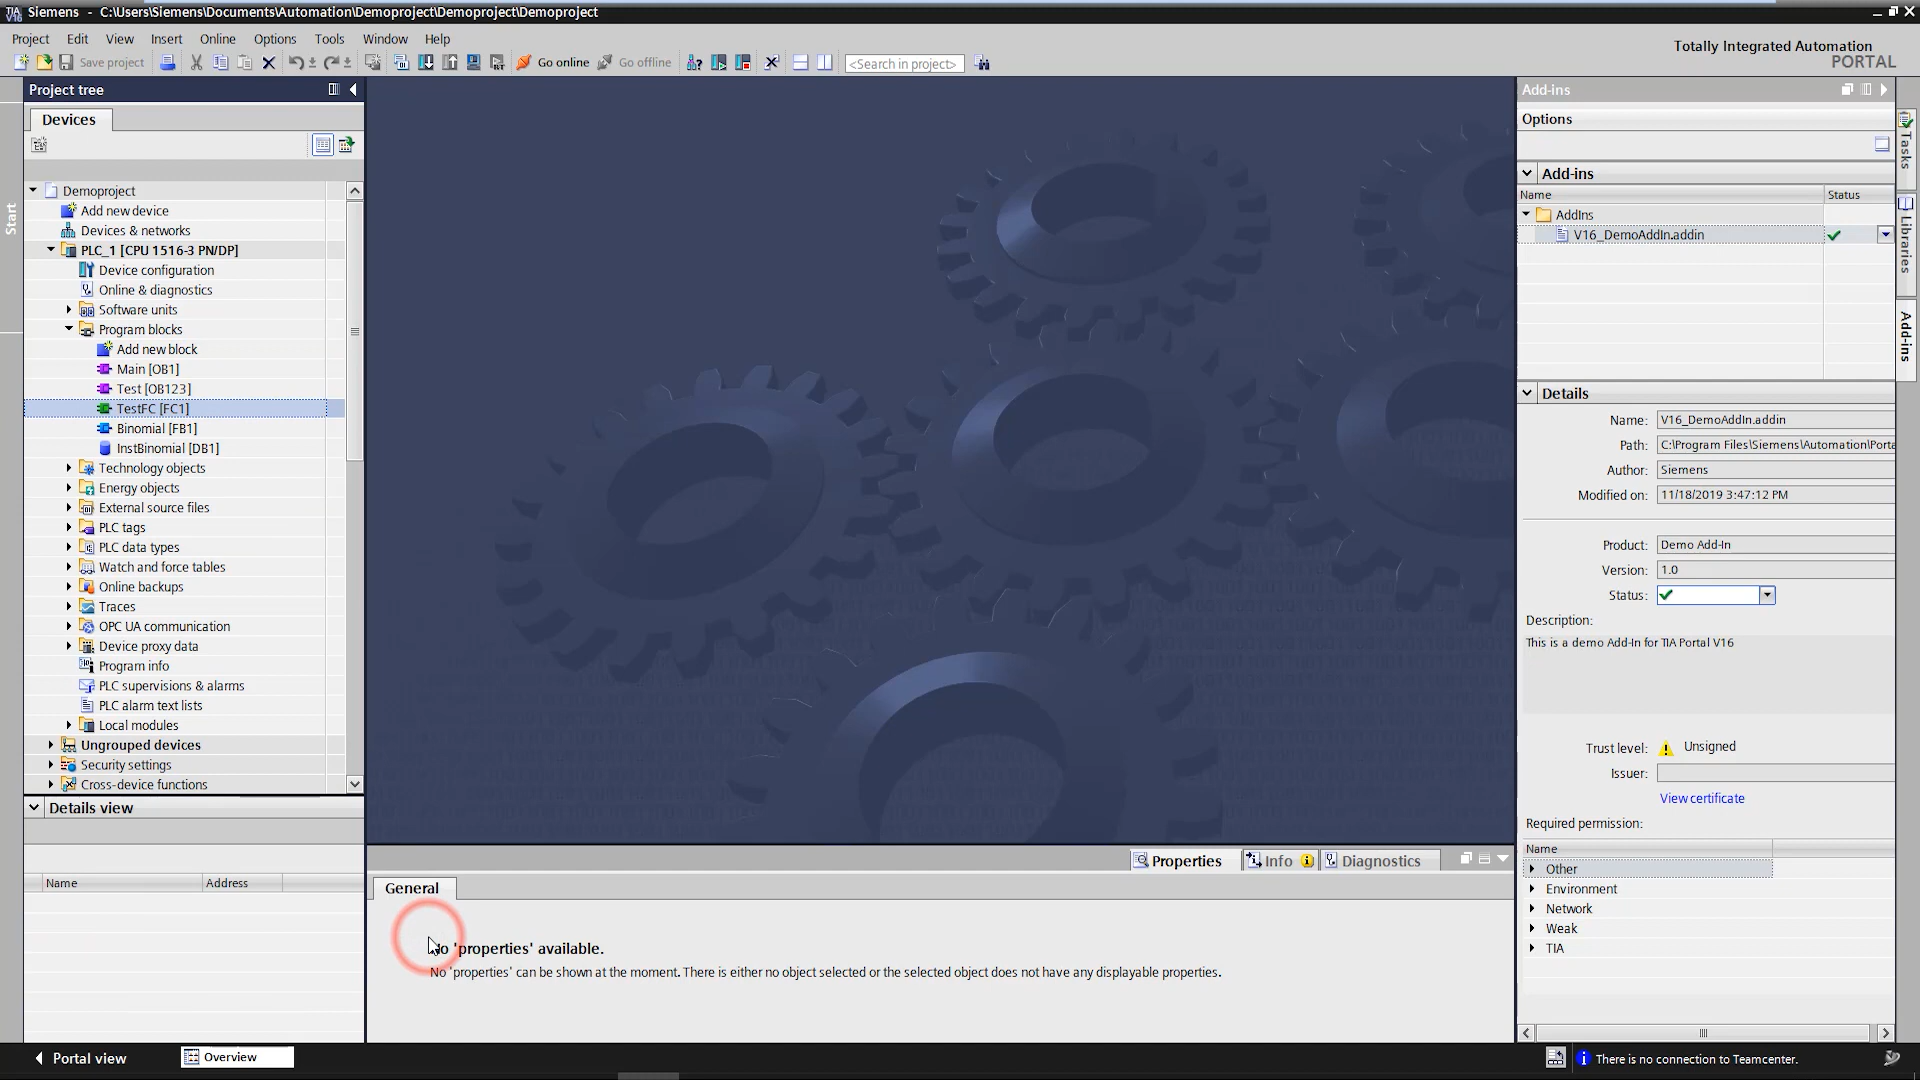 Siemens - C:\Users\Siemens\Documents\Automation\Demoproject\Demoproject\Demoproject
Project Edit View Insert Online Options Tools Window Help
Totally Integrated Automation
PORTAL
Save project Go online Go offline <Search in project>
Project tree
Devices
Start
Demoproject
Add new device
Devices & networks
PLC_1 [CPU 1516-3 PN/DP]
Device configuration
Online & diagnostics
Software units
Program blocks
Add new block
Main [OB1]
Test [OB123]
TestFC [FC1]
Binomial [FB1]
InstBinomial [DB1]
Technology objects
Energy objects
External source files
PLC tags
PLC data types
Watch and force tables
Online backups
Traces
OPC UA communication
Device proxy data
Program info
PLC supervisions & alarms
PLC alarm text lists
Local modules
Ungrouped devices
Security settings
Cross-device functions
Details view
Name Address
Properties Info Diagnostics
General
No 'properties' available.
No 'properties' can be shown at the moment. There is either no object selected or the selected object does not have any displayable properties.
Add-ins
Options
Add-ins
Name Status
AddIns
V16_DemoAddIn.addin
Details
Name: V16_DemoAddIn.addin
Path: C:\Program Files\Siemens\Automation\Porta
Author: Siemens
Modified on: 11/18/2019 3:47:12 PM
Product: Demo Add-In
Version: 1.0
Status:
Description:
This is a demo Add-In for TIA Portal V16
Trust level: Unsigned
Issuer:
View certificate
Required permission:
Name
Other
Environment
Network
Weak
TIA
Tasks
Libraries
Add-ins
Portal view Overview
There is no connection to Teamcenter.